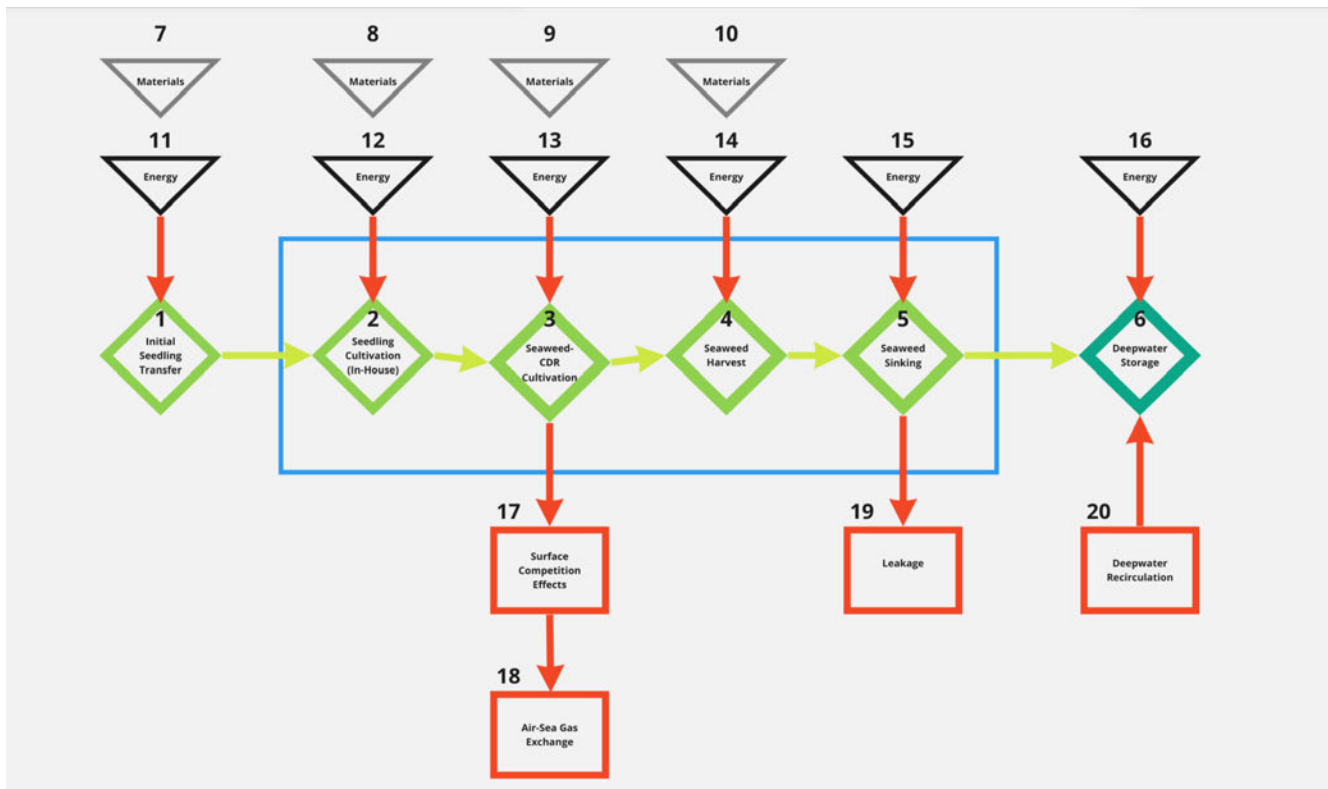 7 8 9 10
Materials Materials Materials Materials
11 12 13 14 15 16
Energy Energy Energy Energy Energy Energy
1
Initial
Seedling
Transfer
2
Seedling
Cultivation
(In-House)
3
Seaweed-
CDR
Cultivation
4
Seaweed
Harvest
5
Seaweed
Sinking
6
Deepwater
Storage
17
Surface
Competition
Effects
19
Leakage
20
Deepwater
Recirculation
18
Air-Sea Gas
Exchange